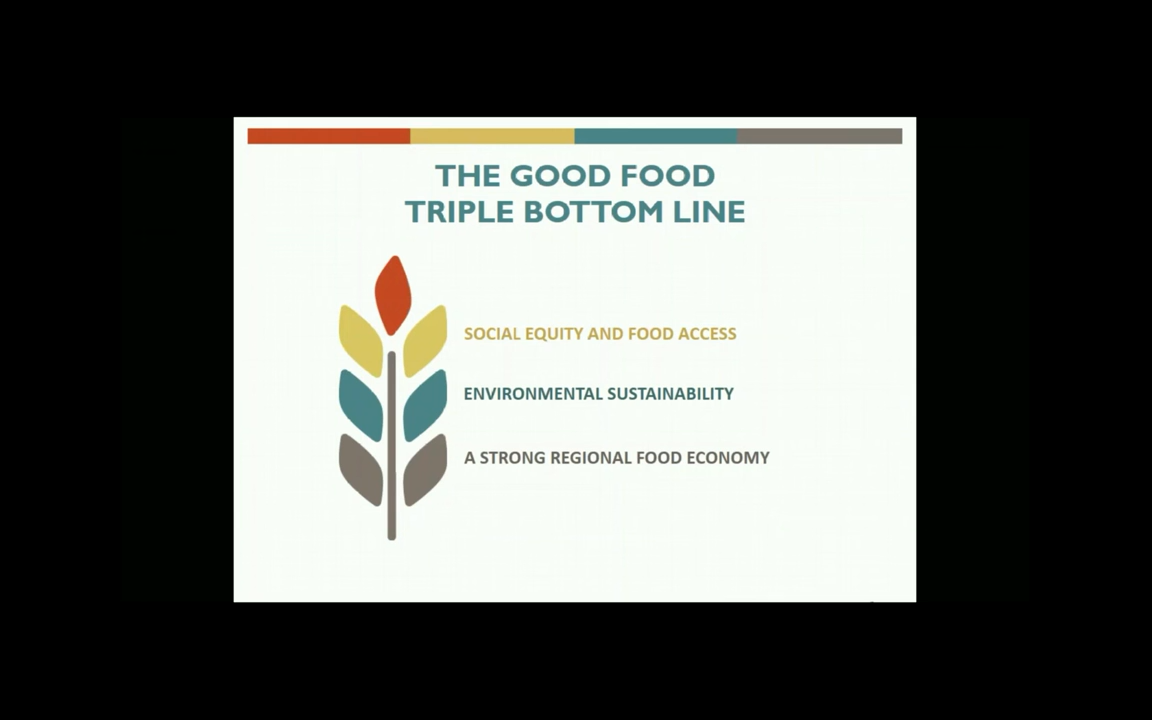 THE GOOD FOOD
TRIPLE BOTTOM LINE
SOCIAL EQUITY AND FOOD ACCESS
ENVIRONMENTAL SUSTAINABILITY
A STRONG REGIONAL FOOD ECONOMY